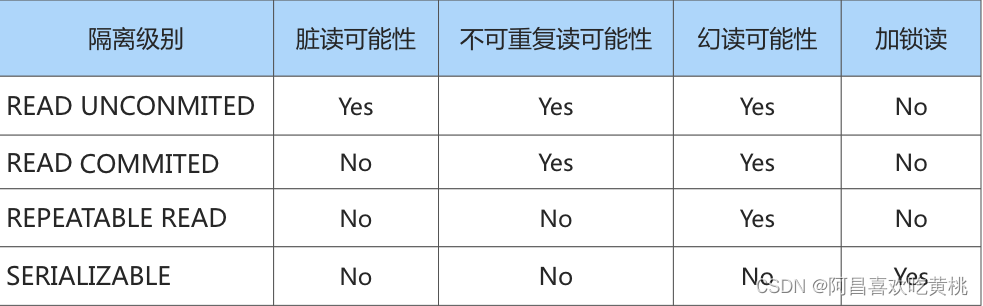 隔离级别 脏读可能性 不可重复读可能性 幻读可能性 加锁读
READ UNCONMITED Yes Yes Yes No
READ COMMITED No Yes Yes No
REPEATABLE READ No No Yes No
SERIALIZABLE No No No Yes
CSDN @阿昌喜欢吃黄桃